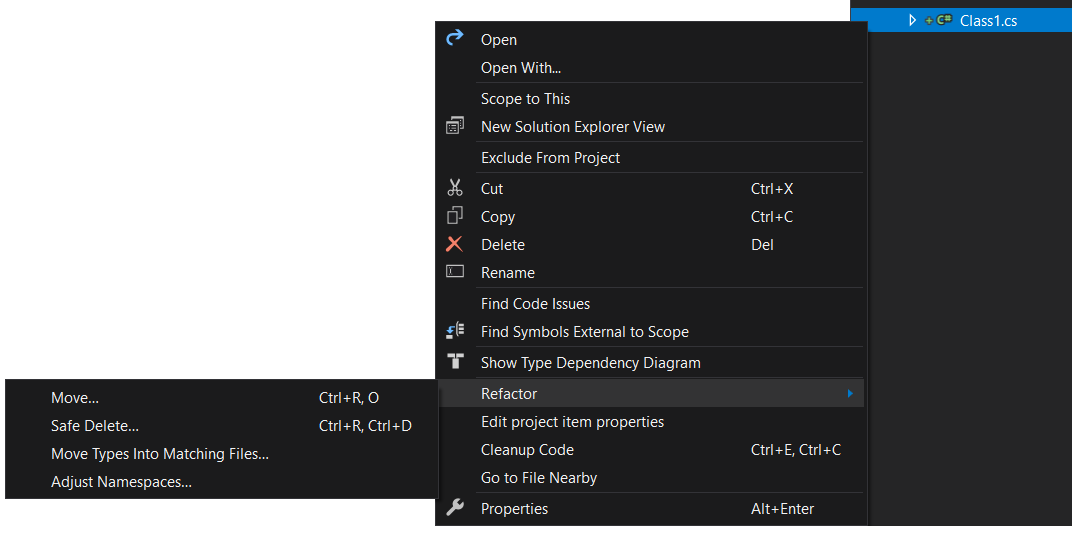 Class1.cs
Open
Open With...
Scope to This
New Solution Explorer View
Exclude From Project
Cut Ctrl+X
Copy Ctrl+C
Delete Del
Rename
Find Code Issues
Find Symbols External to Scope
Show Type Dependency Diagram
Refactor
Edit project item properties
Cleanup Code Ctrl+E, Ctrl+C
Go to File Nearby
Properties Alt+Enter
Move... Ctrl+R, O
Safe Delete... Ctrl+R, Ctrl+D
Move Types Into Matching Files...
Adjust Namespaces...